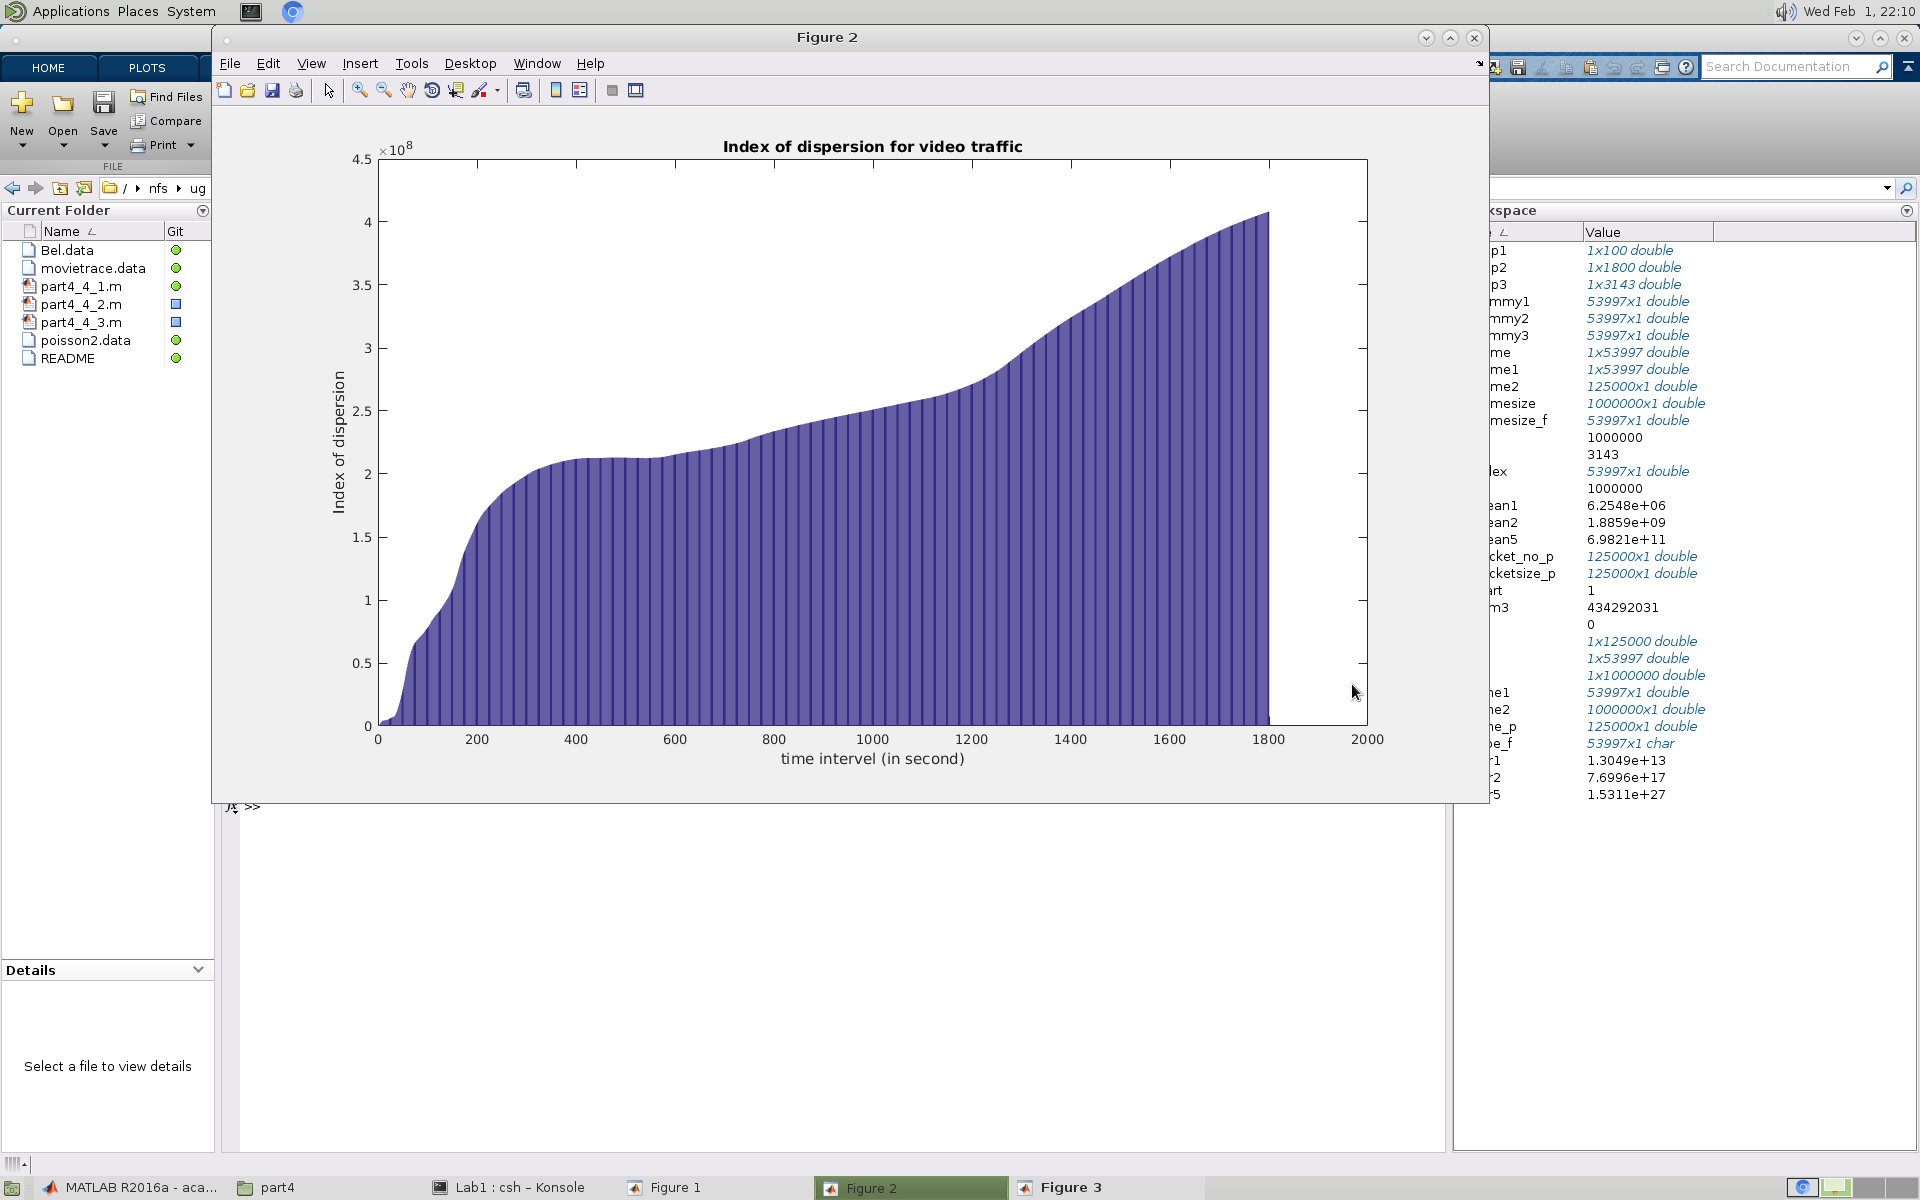 Applications Places System
Wed Feb 1, 22:10
Figure 2
HOME PLOTS
File Edit View Insert Tools Desktop Window Help
Search Documentation
New Open Save
Find Files
Compare
Print
FILE
/ nfs ug
Current Folder
Name Git
Bel.data
movietrace.data
part4_4_1.m
part4_4_2.m
part4_4_3.m
poisson2.data
README
Details
Select a file to view details
Index of dispersion for video traffic
×10^8
4.5
4
3.5
3
2.5
2
1.5
1
0.5
0
Index of dispersion
0 200 400 600 800 1000 1200 1400 1600 1800 2000
time intervel (in second)
fx >>
kspace
e Value
p1 1x100 double
p2 1x1800 double
p3 1x3143 double
mmy1 53997x1 double
mmy2 53997x1 double
mmy3 53997x1 double
me 1x53997 double
me1 1x53997 double
me2 125000x1 double
mesize 1000000x1 double
mesize_f 53997x1 double
1000000
3143
lex 53997x1 double
1000000
ean1 6.2548e+06
ean2 1.8859e+09
ean5 6.9821e+11
cket_no_p 125000x1 double
cketsize_p 125000x1 double
art 1
m3 434292031
0
1x125000 double
1x53997 double
1x1000000 double
ne1 53997x1 double
ne2 1000000x1 double
ne_p 125000x1 double
pe_f 53997x1 char
r1 1.3049e+13
r2 7.6996e+17
r5 1.5311e+27
MATLAB R2016a - aca...
part4
Lab1 : csh – Konsole
Figure 1
Figure 2
Figure 3